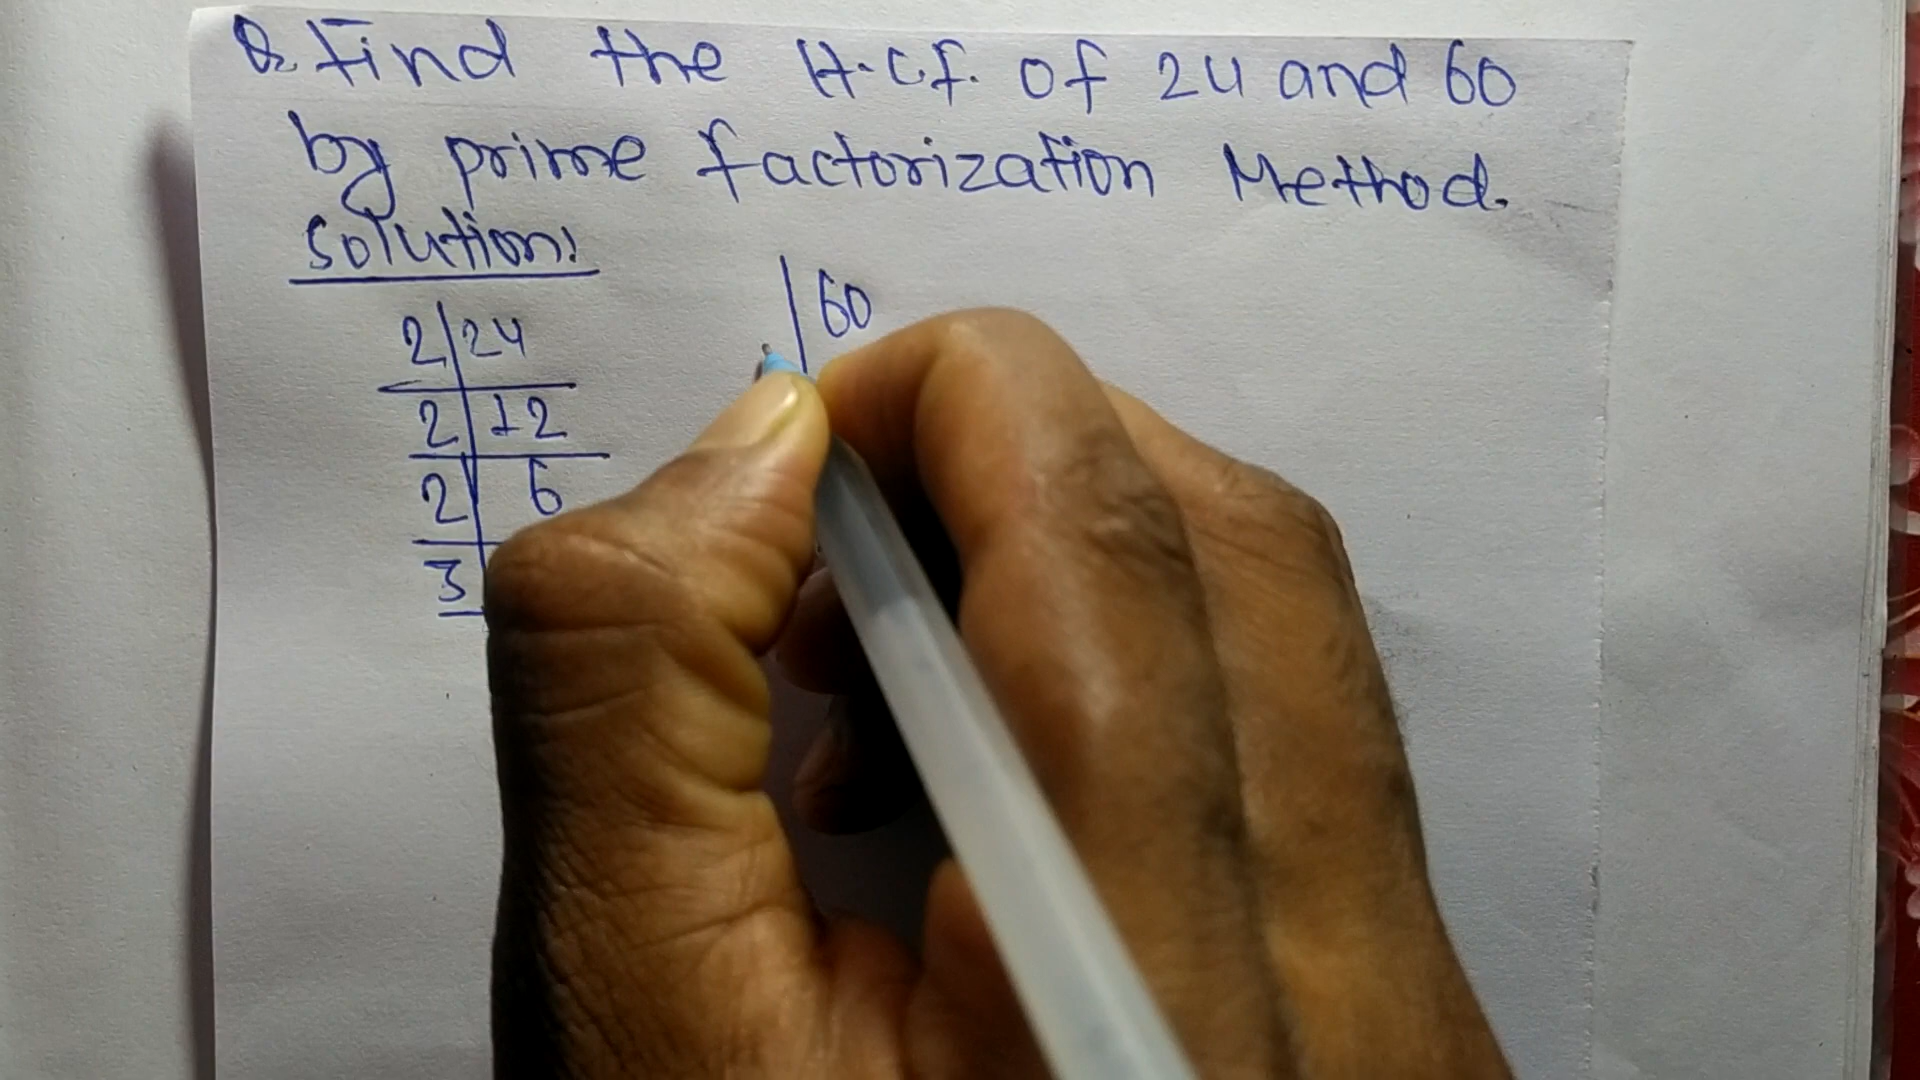 Q. Find the H.C.F. of 24 and 60
by prime factorization Method.
Solution:
2 | 24
2 | 12
2 | 6
3
60